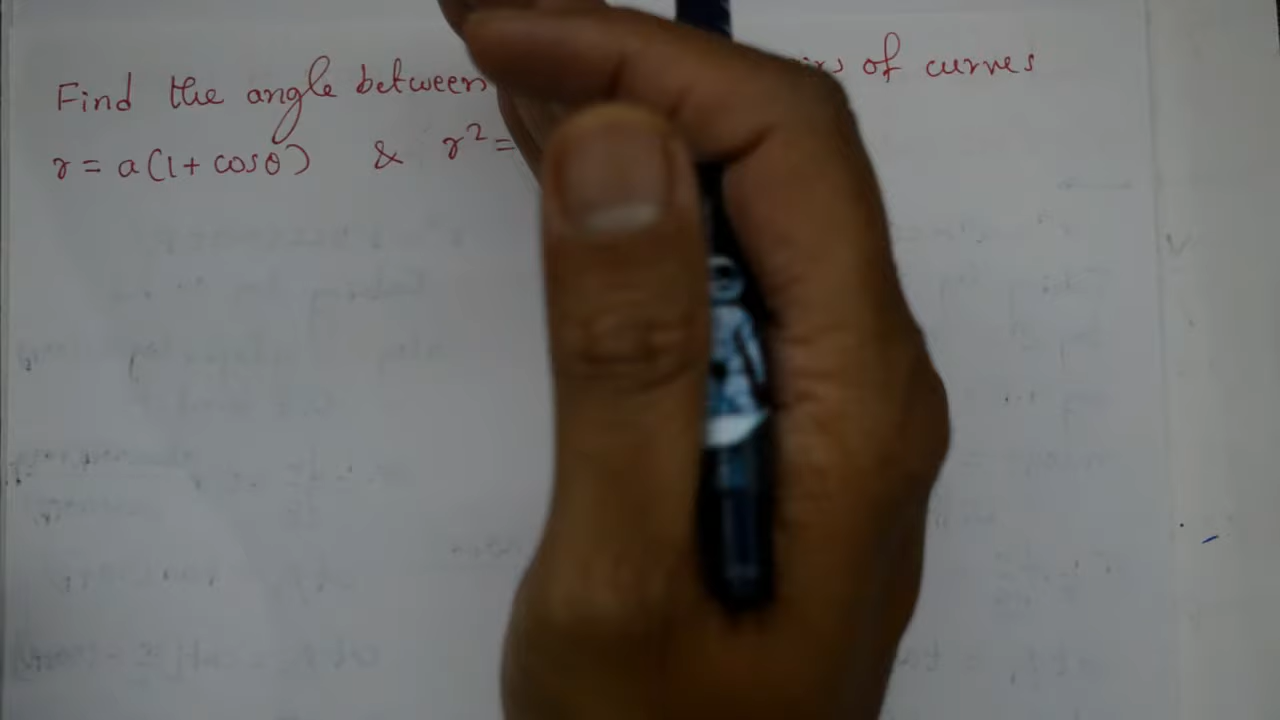 Find the angle between of curves
r = a(1 + cosθ) & r² =